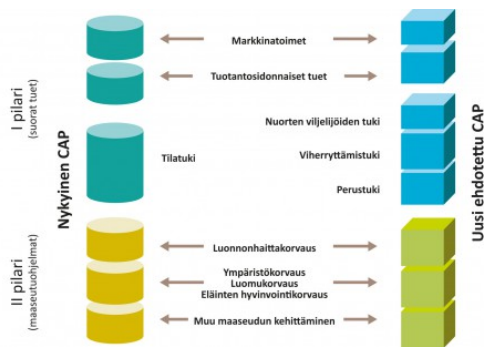 Markkinatoimet
Tuotantosidonnaiset tuet
I pilari
(suorat tuet)
Nykyinen CAP
Tilatuki
Nuorten viljelijöiden tuki
Viherryttämistuki
Perustuki
Uusi ehdotettu CAP
II pilari
(maaseutuohjelmat)
Luonnonhaittakorvaus
Ympäristökorvaus
Luomukorvaus
Eläinten hyvinvointikorvaus
Muu maaseudun kehittäminen